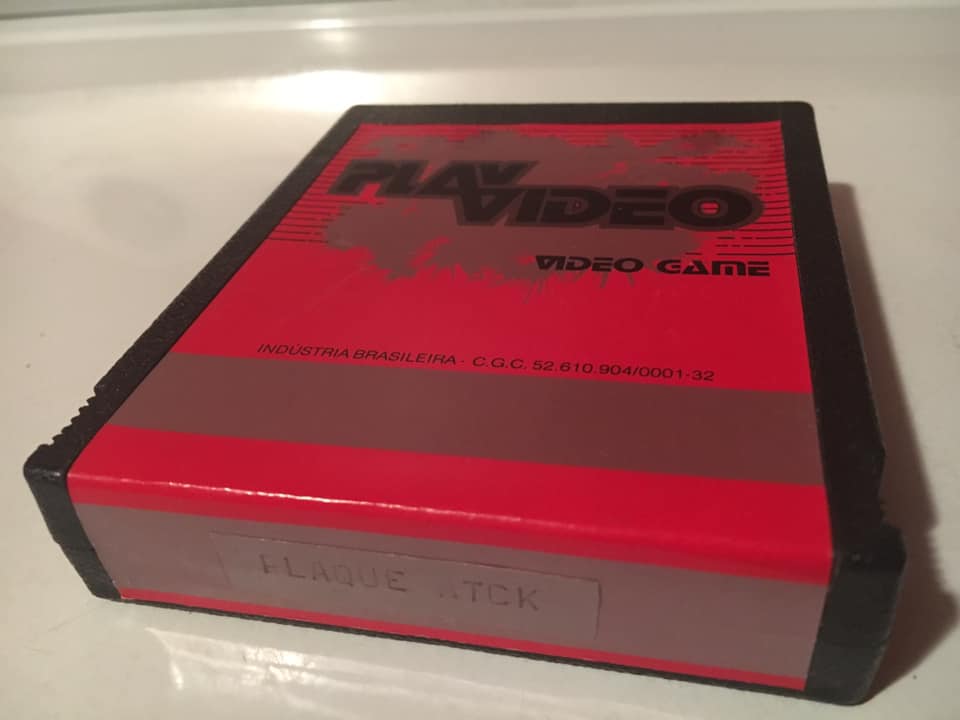 PLAY
VIDEO
VIDEO GAME
INDÚSTRIA BRASILEIRA - C.G.C. 52.610.904/0001-32
PLAQUE ATCK